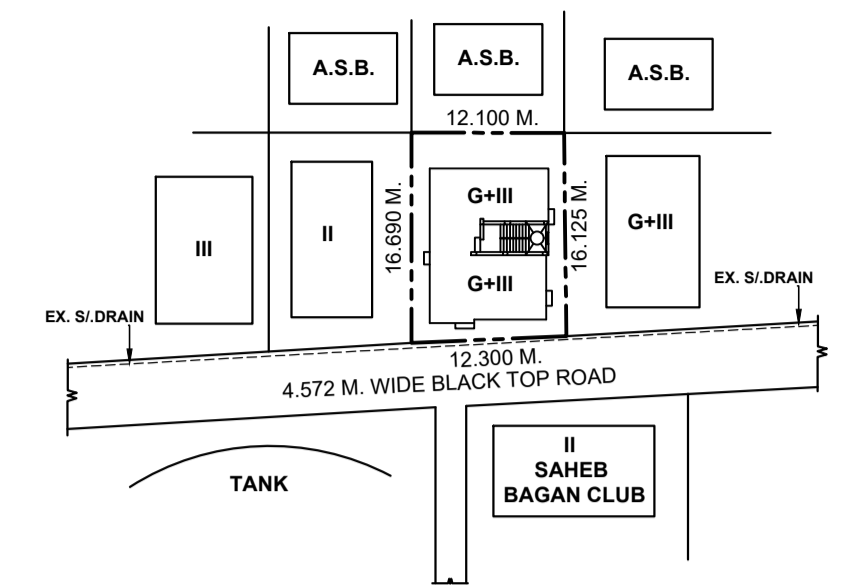 A.S.B.
A.S.B.
A.S.B.
12.100 M.
III
II
16.690 M.
G+III
G+III
16.125 M.
G+III
EX. S/.DRAIN
EX. S/.DRAIN
12.300 M.
4.572 M. WIDE BLACK TOP ROAD
TANK
II
SAHEB
BAGAN CLUB